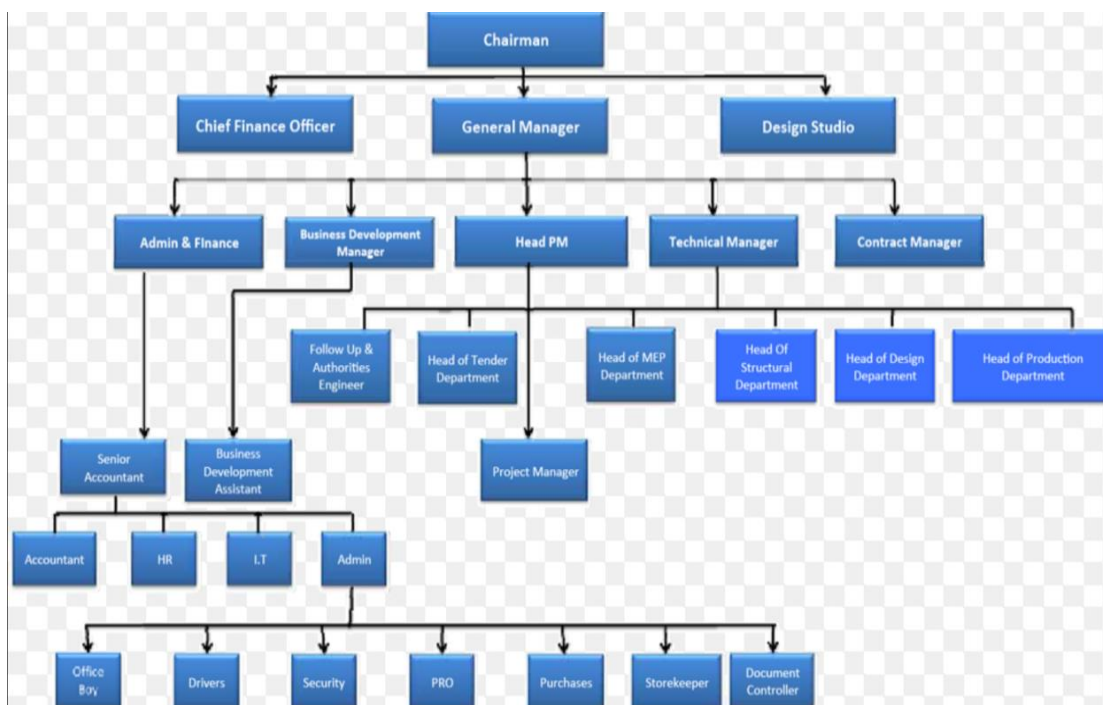 Chairman
Chief Finance Officer
General Manager
Design Studio
Admin & FInance
Business Development
Manager
Head PM
Technical Manager
Contract Manager
Follow Up &
Authorities
Engineer
Head of Tender
Department
Head of MEP
Department
Head Of
Structural
Department
Head of Design
Department
Head of Production
Department
Senior
Accountant
Business
Development
Assistant
Project Manager
Accountant
HR
I.T
Admin
Office
Boy
Drivers
Security
PRO
Purchases
Storekeeper
Document
Controller